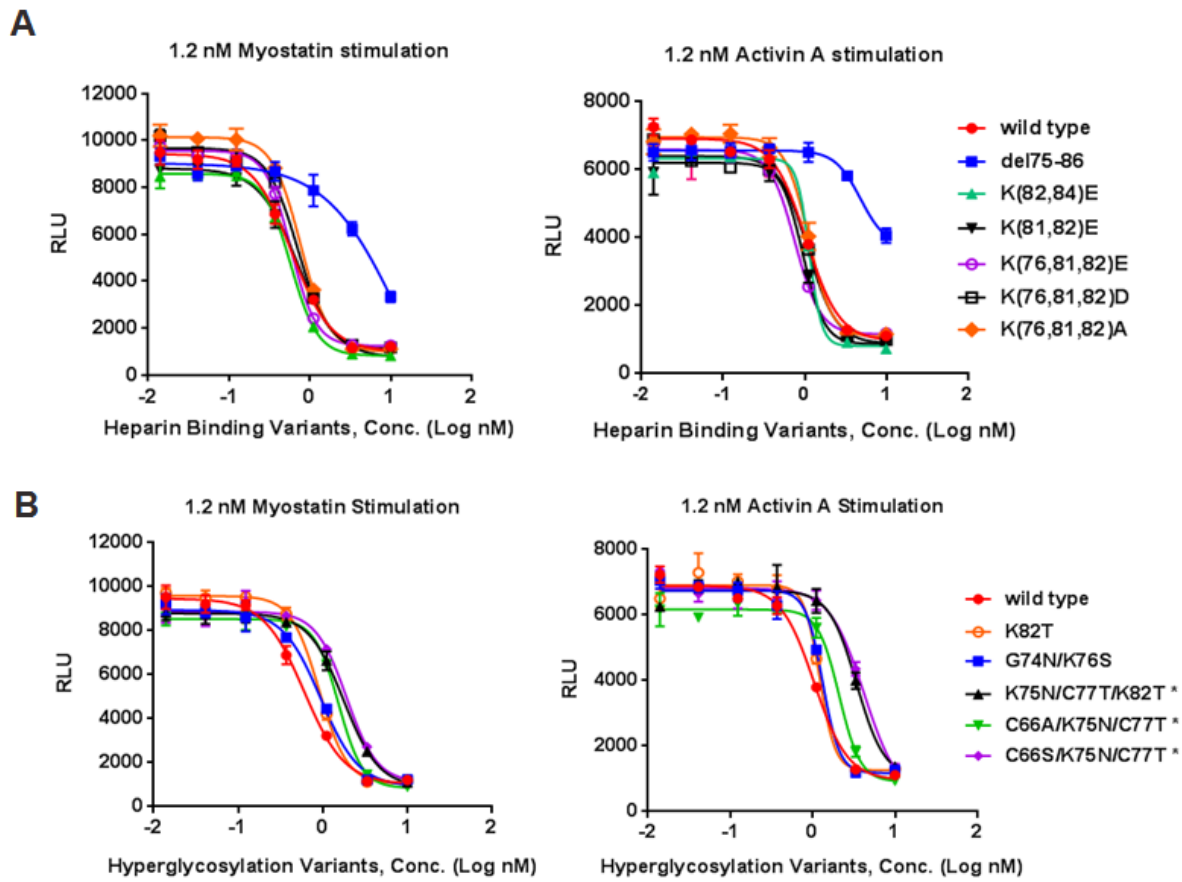 A
1.2 nM Myostatin stimulation
12000
10000
8000
6000
4000
2000
0
RLU
-2
-1
0
1
2
Heparin Binding Variants, Conc. (Log nM)
1.2 nM Activin A stimulation
8000
6000
4000
2000
0
RLU
-2
-1
0
1
2
Heparin Binding Variants, Conc. (Log nM)
wild type
del75-86
K(82,84)E
K(81,82)E
K(76,81,82)E
K(76,81,82)D
K(76,81,82)A
B
1.2 nM Myostatin Stimulation
12000
10000
8000
6000
4000
2000
0
RLU
-2
-1
0
1
2
Hyperglycosylation Variants, Conc. (Log nM)
1.2 nM Activin A Stimulation
8000
6000
4000
2000
0
RLU
-2
-1
0
1
2
Hyperglycosylation Variants, Conc. (Log nM)
wild type
K82T
G74N/K76S
K75N/C77T/K82T *
C66A/K75N/C77T *
C66S/K75N/C77T *